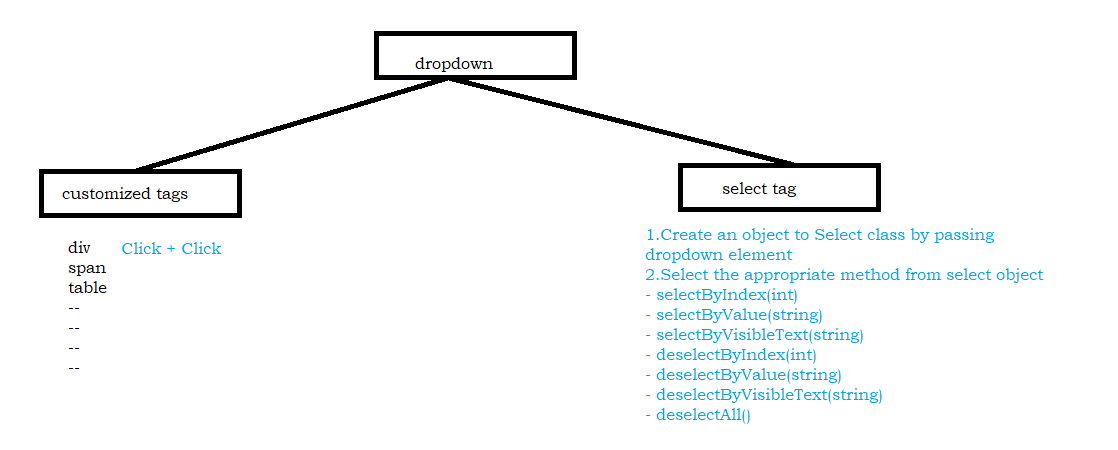 dropdown
customized tags
select tag
div Click + Click
span
table
--
--
--
--
1.Create an object to Select class by passing
dropdown element
2.Select the appropriate method from select object
- selectByIndex(int)
- selectByValue(string)
- selectByVisibleText(string)
- deselectByIndex(int)
- deselectByValue(string)
- deselectByVisibleText(string)
- deselectAll()